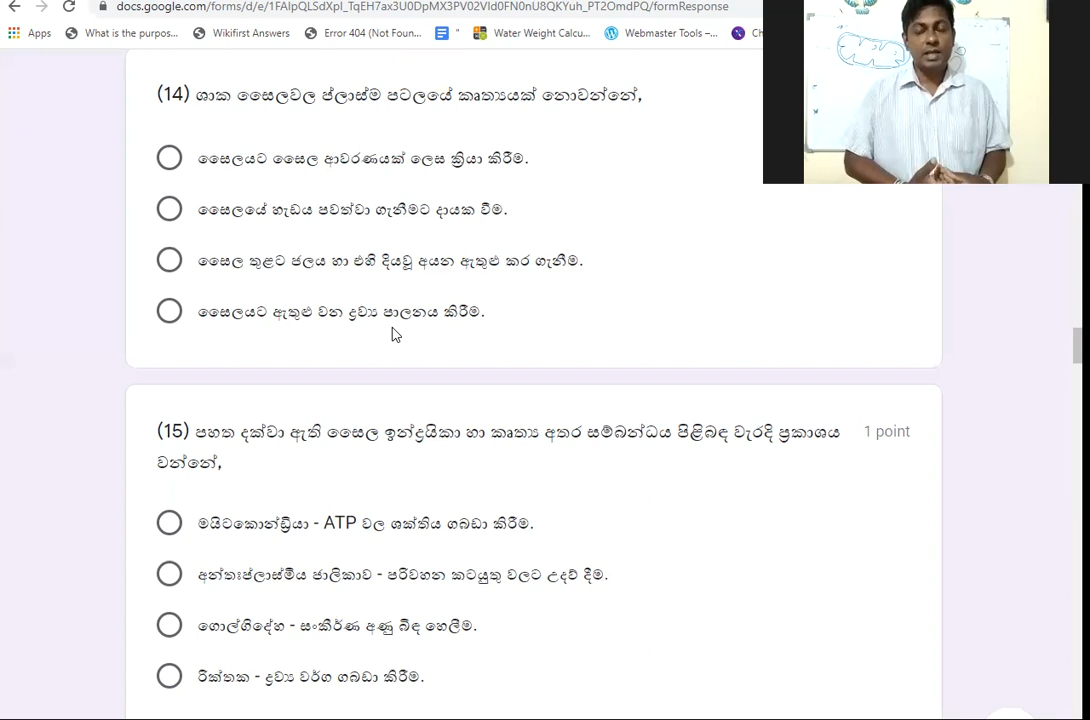 docs.google.com/forms/d/e/1FAIpQLSdXpl_TqEH7ax3U0DpMX3PV02VId0FN0nU8QKYuh_PT2OmdPQ/formResponse
Apps What is the purpos... Wikifirst Answers Error 404 (Not Foun... " Water Weight Calcu... Webmaster Tools –... Ch
(14) ශාක සෛලවල ප්ලාස්ම පටලයේ කෘත්‍යයක් නොවන්නේ,
සෛලයට සෛල ආවරණයක් ලෙස ක්‍රියා කිරීම.
සෛලයේ හැඩය පවත්වා ගැනීමට දායක වීම.
සෛල තුළට ජලය හා එහි දියවූ අයන ඇතුළු කර ගැනීම.
සෛලයට ඇතුළු වන ද්‍රව්‍ය පාලනය කිරීම.
(15) පහත දක්වා ඇති සෛල ඉන්ද්‍රයිකා හා කෘත්‍ය අතර සම්බන්ධය පිළිබඳ වැරදි ප්‍රකාශය 1 point
වන්නේ,
මයිටකොන්ඩ්‍රියා - ATP වල ශක්තිය ගබඩා කිරීම.
අන්තඃප්ලාස්මීය ජාලිකාව - පරිවහන කටයුතු වලට උදව් දීම.
ගොල්ගිදේහ - සංකීර්ණ අණු බිඳ හෙලීම.
රික්තක - ද්‍රව්‍ය වර්ග ගබඩා කිරීම.